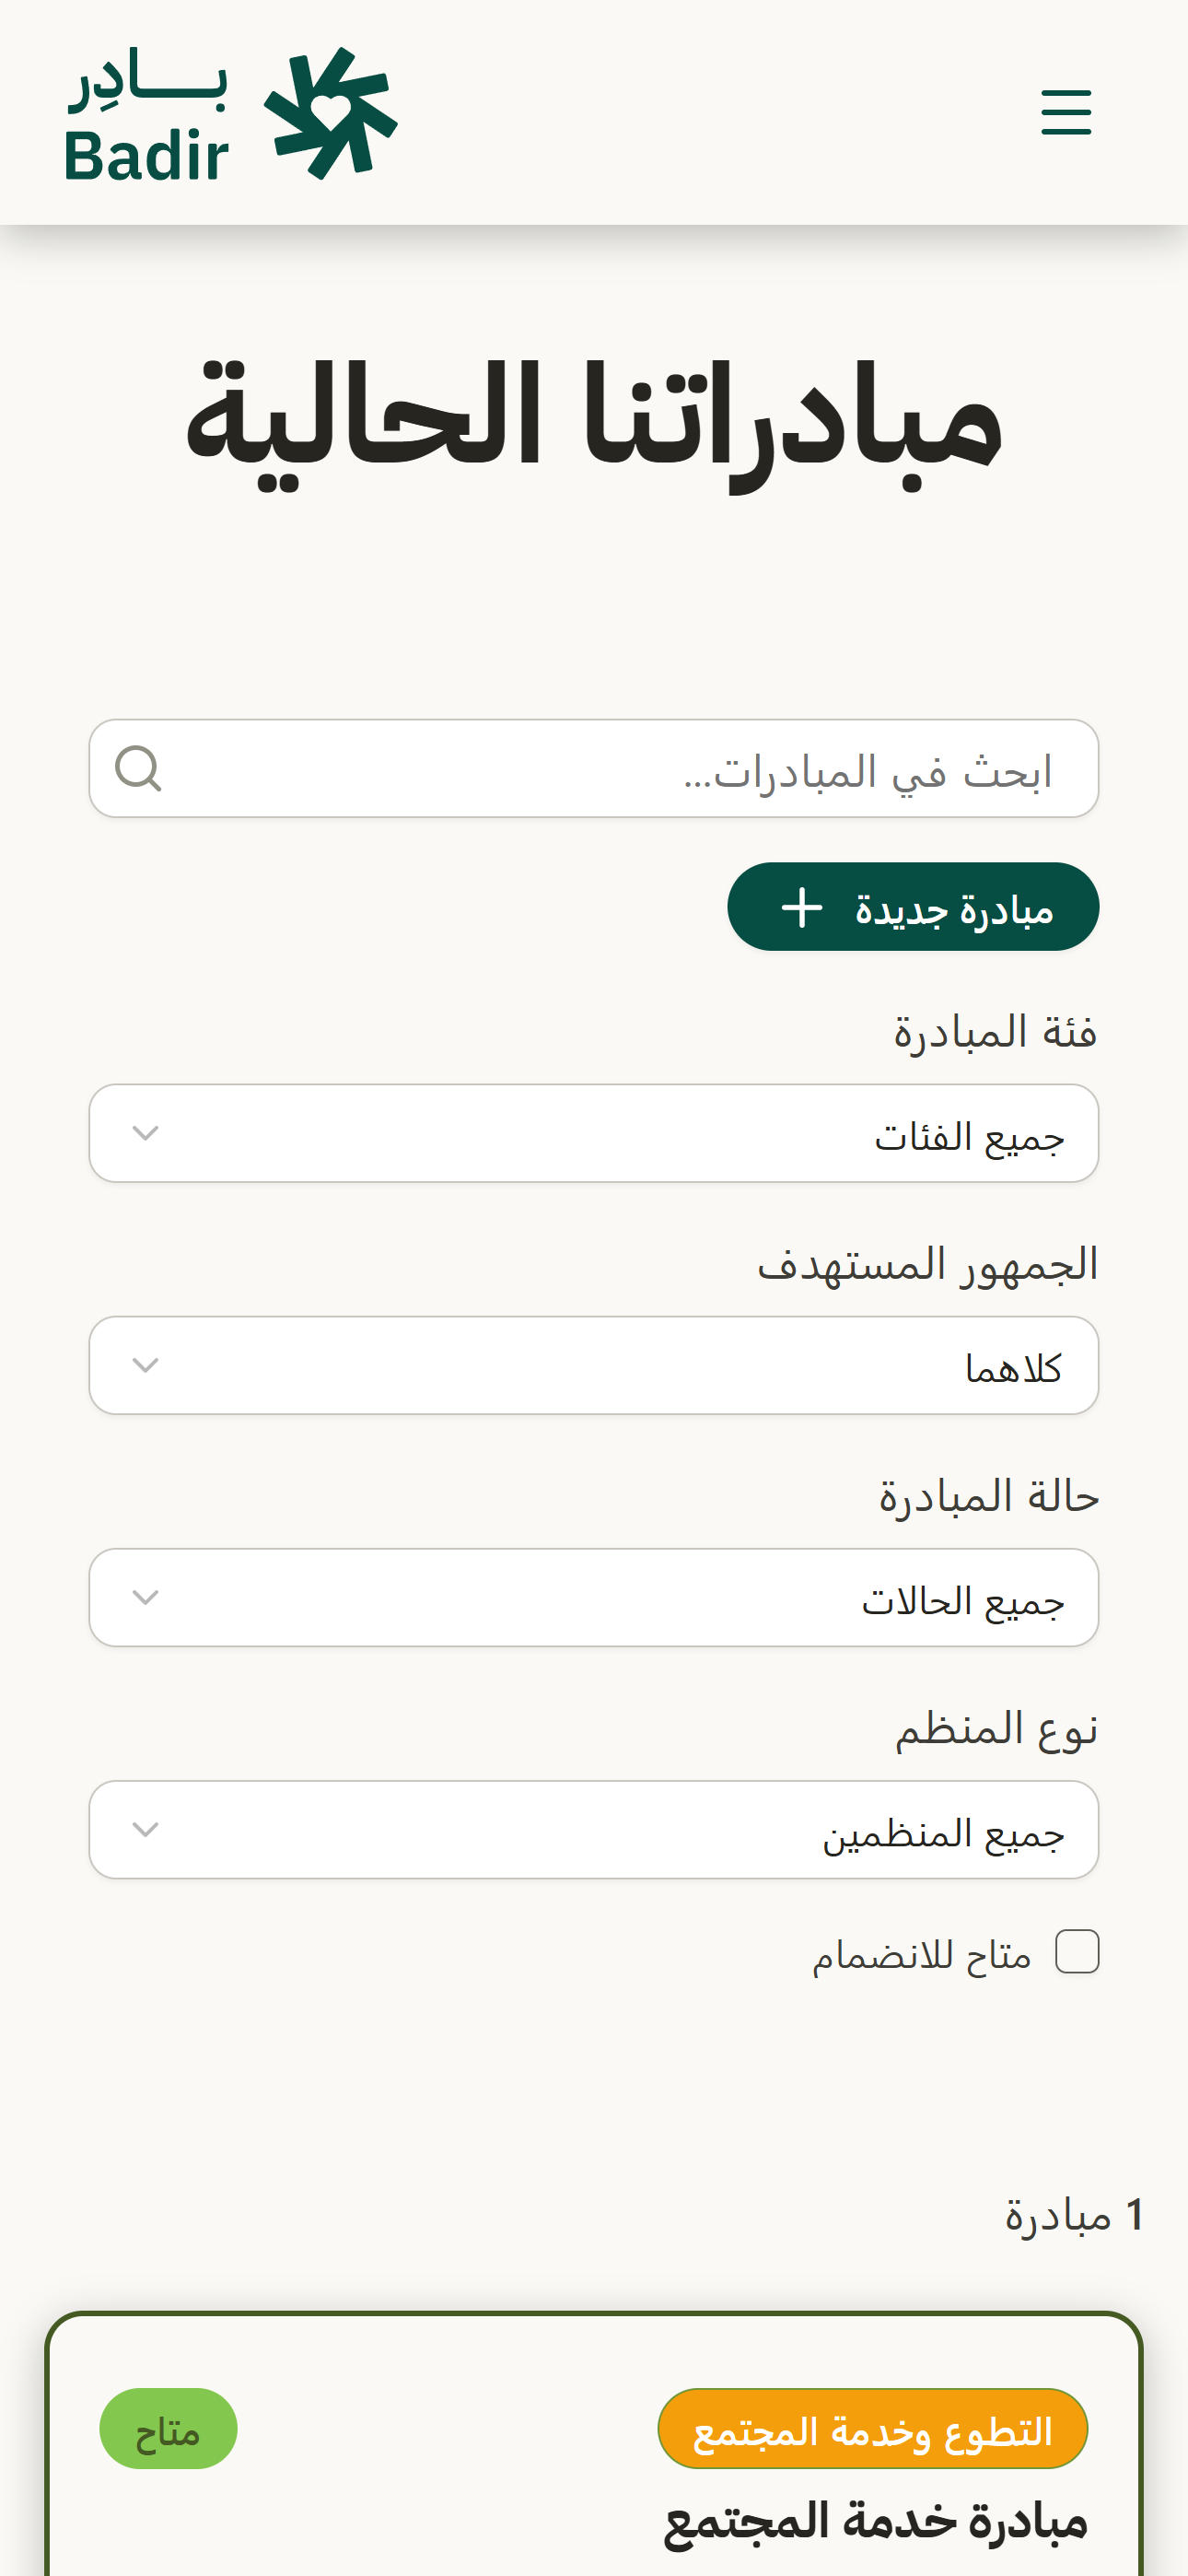 بـــادِر
Badir
مبادراتنا الحالية
ابحث في المبادرات...
مبادرة جديدة
فئة المبادرة
جميع الفئات
الجمهور المستهدف
كلاهما
حالة المبادرة
جميع الحالات
نوع المنظم
جميع المنظمين
متاح للانضمام
1 مبادرة
التطوع وخدمة المجتمع
متاح
مبادرة خدمة المجتمع